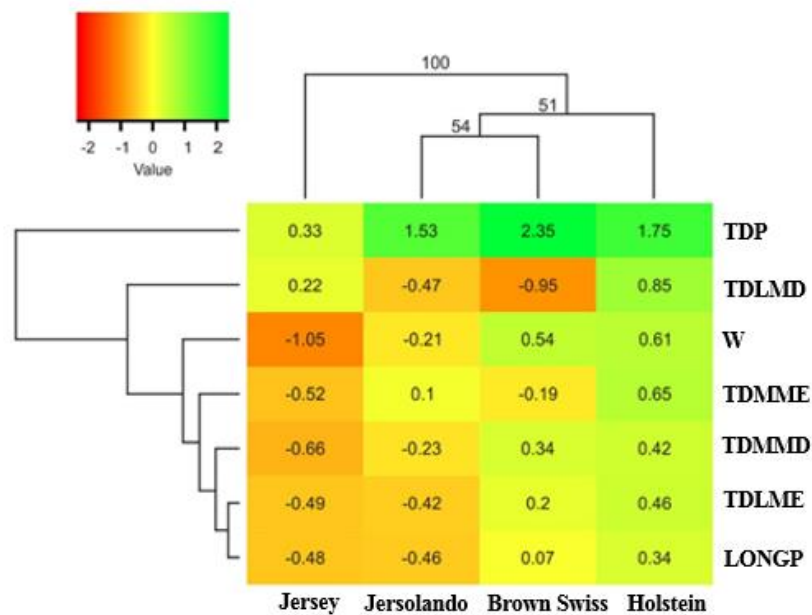 -2 -1 0 1 2
Value
100
51
54
0.33 1.53 2.35 1.75 TDP
0.22 -0.47 -0.95 0.85 TDLMD
-1.05 -0.21 0.54 0.61 W
-0.52 0.1 -0.19 0.65 TDMME
-0.66 -0.23 0.34 0.42 TDMMD
-0.49 -0.42 0.2 0.46 TDLME
-0.48 -0.46 0.07 0.34 LONGP
Jersey Jersolando Brown Swiss Holstein